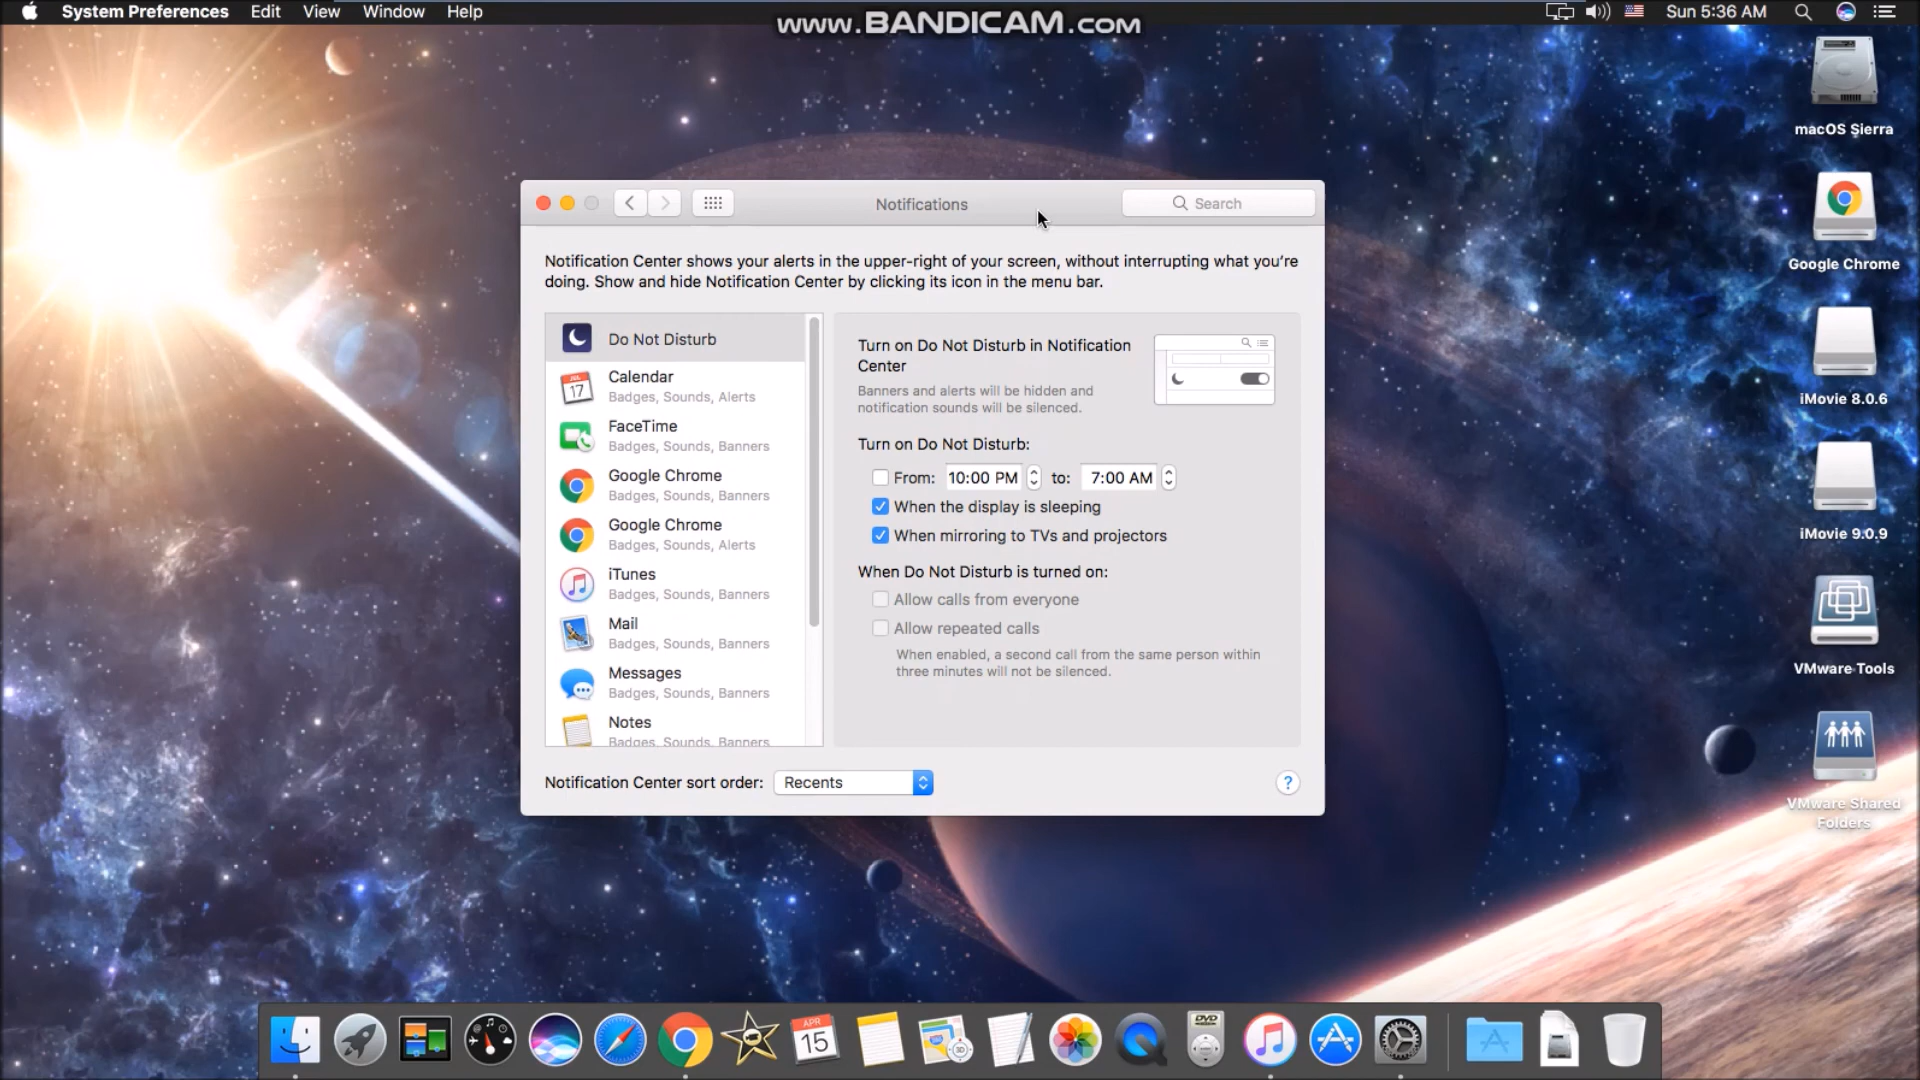 System Preferences Edit View Window Help
Sun 5:36 AM
www.BANDICAM.com
macOS Sierra
Google Chrome
iMovie 8.0.6
iMovie 9.0.9
VMware Tools
VMware Shared
Folders
Notifications
Search
Notification Center shows your alerts in the upper-right of your screen, without interrupting what you're
doing. Show and hide Notification Center by clicking its icon in the menu bar.
Do Not Disturb
JUL
17
Calendar
Badges, Sounds, Alerts
FaceTime
Badges, Sounds, Banners
Google Chrome
Badges, Sounds, Banners
Google Chrome
Badges, Sounds, Alerts
iTunes
Badges, Sounds, Banners
Mail
Badges, Sounds, Banners
Messages
Badges, Sounds, Banners
Notes
Badges, Sounds, Banners
Turn on Do Not Disturb in Notification
Center
Banners and alerts will be hidden and
notification sounds will be silenced.
Turn on Do Not Disturb:
From: 10:00 PM to: 7:00 AM
When the display is sleeping
When mirroring to TVs and projectors
When Do Not Disturb is turned on:
Allow calls from everyone
Allow repeated calls
When enabled, a second call from the same person within
three minutes will not be silenced.
Notification Center sort order: Recents
?
APR
15
3D
DVD